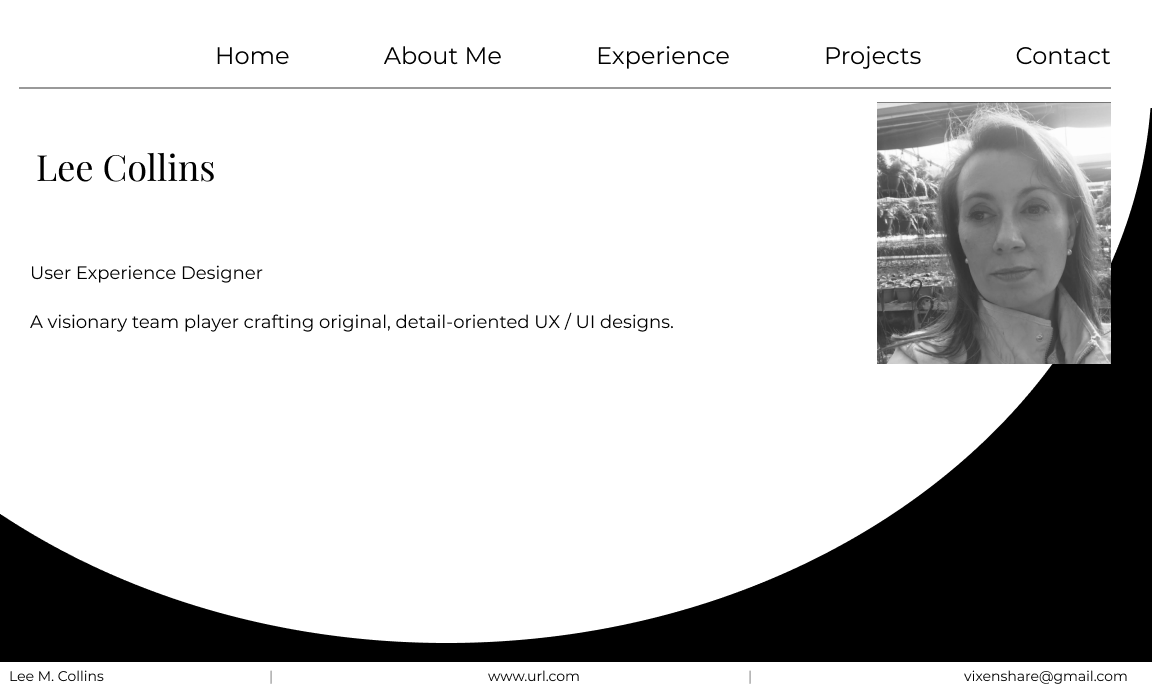 Home About Me Experience Projects Contact
Lee Collins
User Experience Designer
A visionary team player crafting original, detail-oriented UX / UI designs.
Lee M. Collins | www.url.com | vixenshare@gmail.com